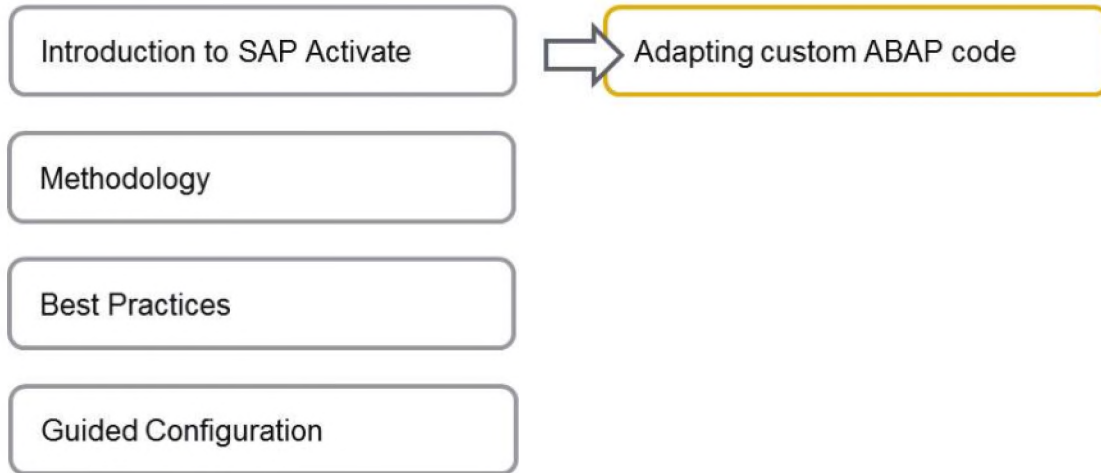 Introduction to SAP Activate
Adapting custom ABAP code
Methodology
Best Practices
Guided Configuration